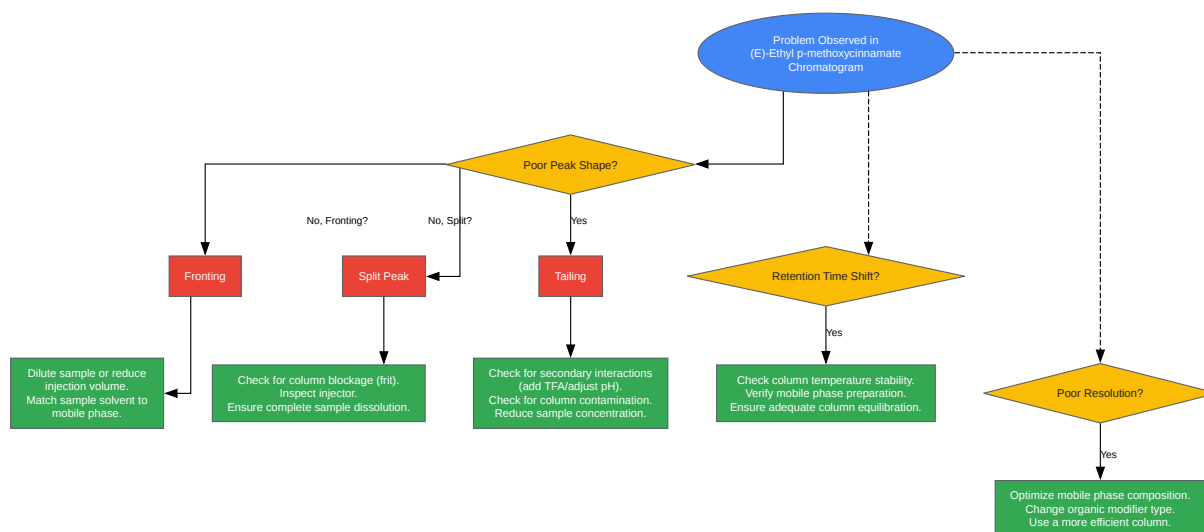 Problem Observed in
(E)-Ethyl p-methoxycinnamate
Chromatogram
Poor Peak Shape?
No, Fronting?
No, Split?
Yes
Fronting
Split Peak
Tailing
Retention Time Shift?
Yes
Dilute sample or reduce
injection volume.
Match sample solvent to
mobile phase.
Check for column blockage (frit).
Inspect injector.
Ensure complete sample dissolution.
Check for secondary interactions
(add TFA/adjust pH).
Check for column contamination.
Reduce sample concentration.
Check column temperature stability.
Verify mobile phase preparation.
Ensure adequate column equilibration.
Poor Resolution?
Yes
Optimize mobile phase composition.
Change organic modifier type.
Use a more efficient column.